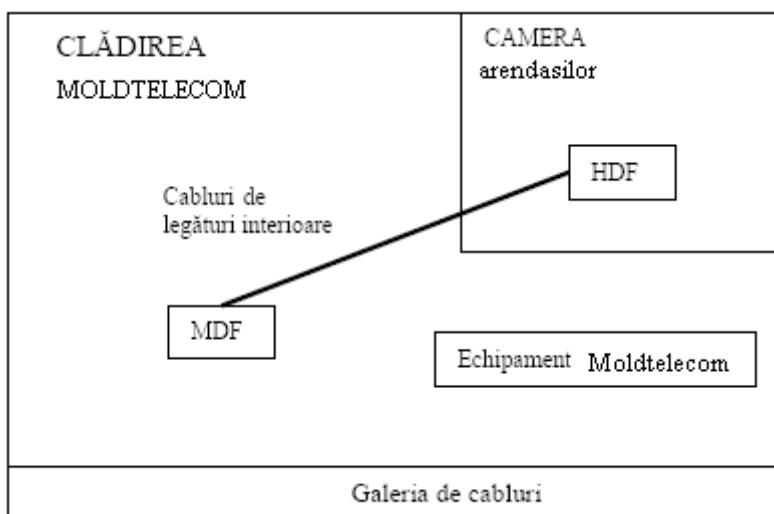 CLĂDIREA
MOLDTELECOM
CAMERA
arendasilor
HDF
Cabluri de
legături interioare
MDF
Echipament Moldtelecom
Galeria de cabluri